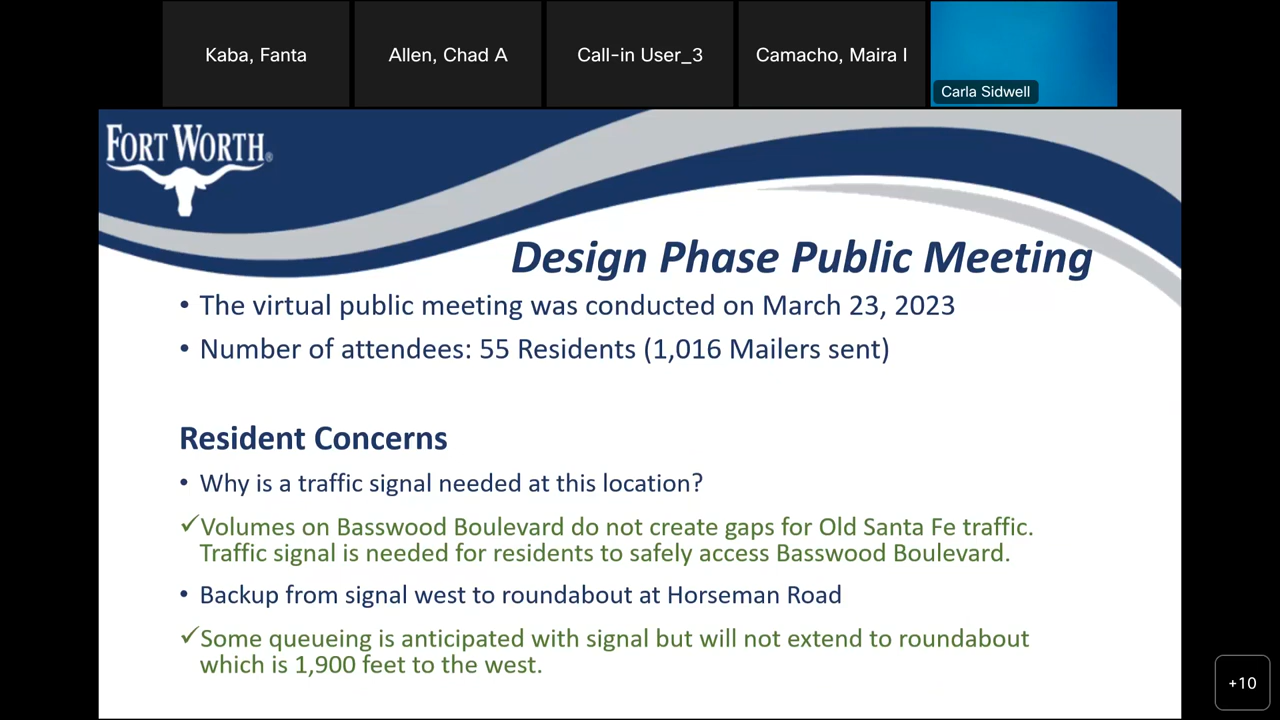 Kaba, Fanta
Allen, Chad A
Call-in User_3
Camacho, Maira I
Carla Sidwell
FORT WORTH®
Design Phase Public Meeting
• The virtual public meeting was conducted on March 23, 2023
• Number of attendees: 55 Residents (1,016 Mailers sent)
Resident Concerns
• Why is a traffic signal needed at this location?
✓Volumes on Basswood Boulevard do not create gaps for Old Santa Fe traffic.
Traffic signal is needed for residents to safely access Basswood Boulevard.
• Backup from signal west to roundabout at Horseman Road
✓Some queueing is anticipated with signal but will not extend to roundabout
which is 1,900 feet to the west.
+10